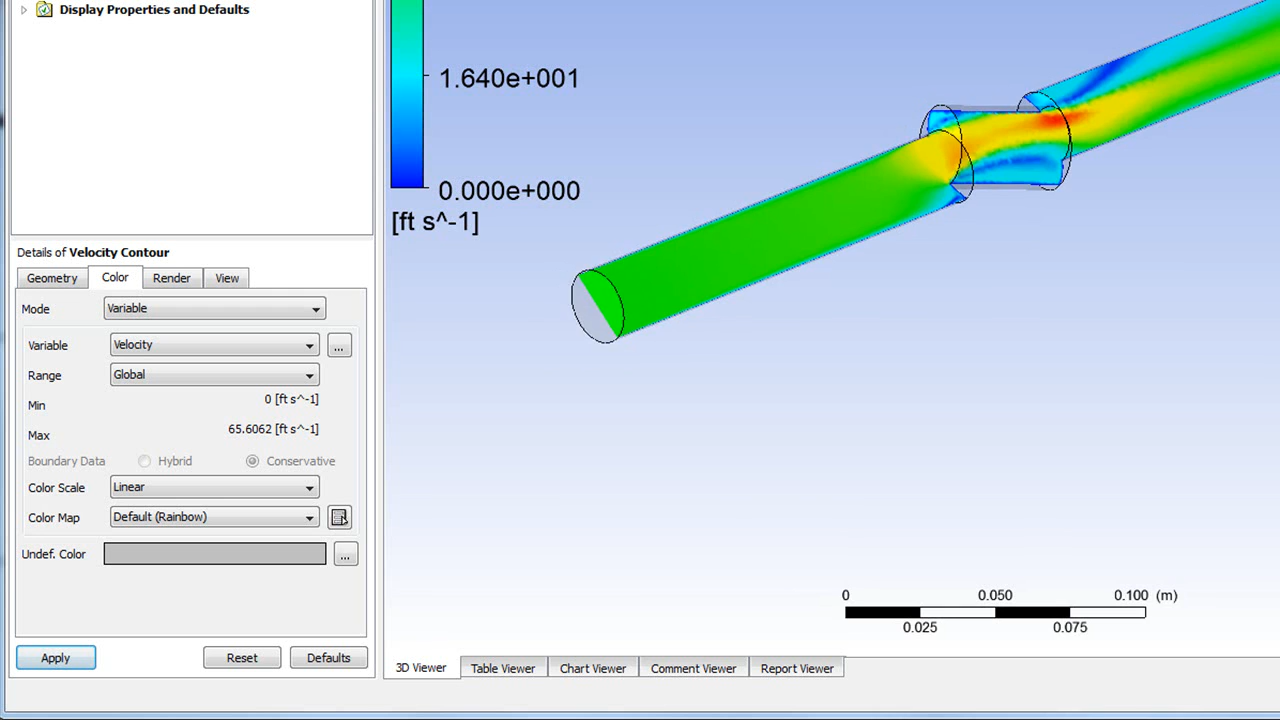 Display Properties and Defaults
1.640e+001
0.000e+000
[ft s^-1]
Details of Velocity Contour
Geometry Color Render View
Mode Variable
Variable Velocity ...
Range Global
Min 0 [ft s^-1]
Max 65.6062 [ft s^-1]
Boundary Data Hybrid Conservative
Color Scale Linear
Color Map Default (Rainbow)
Undef. Color ...
0 0.050 0.100 (m)
0.025 0.075
Apply Reset Defaults
3D Viewer Table Viewer Chart Viewer Comment Viewer Report Viewer